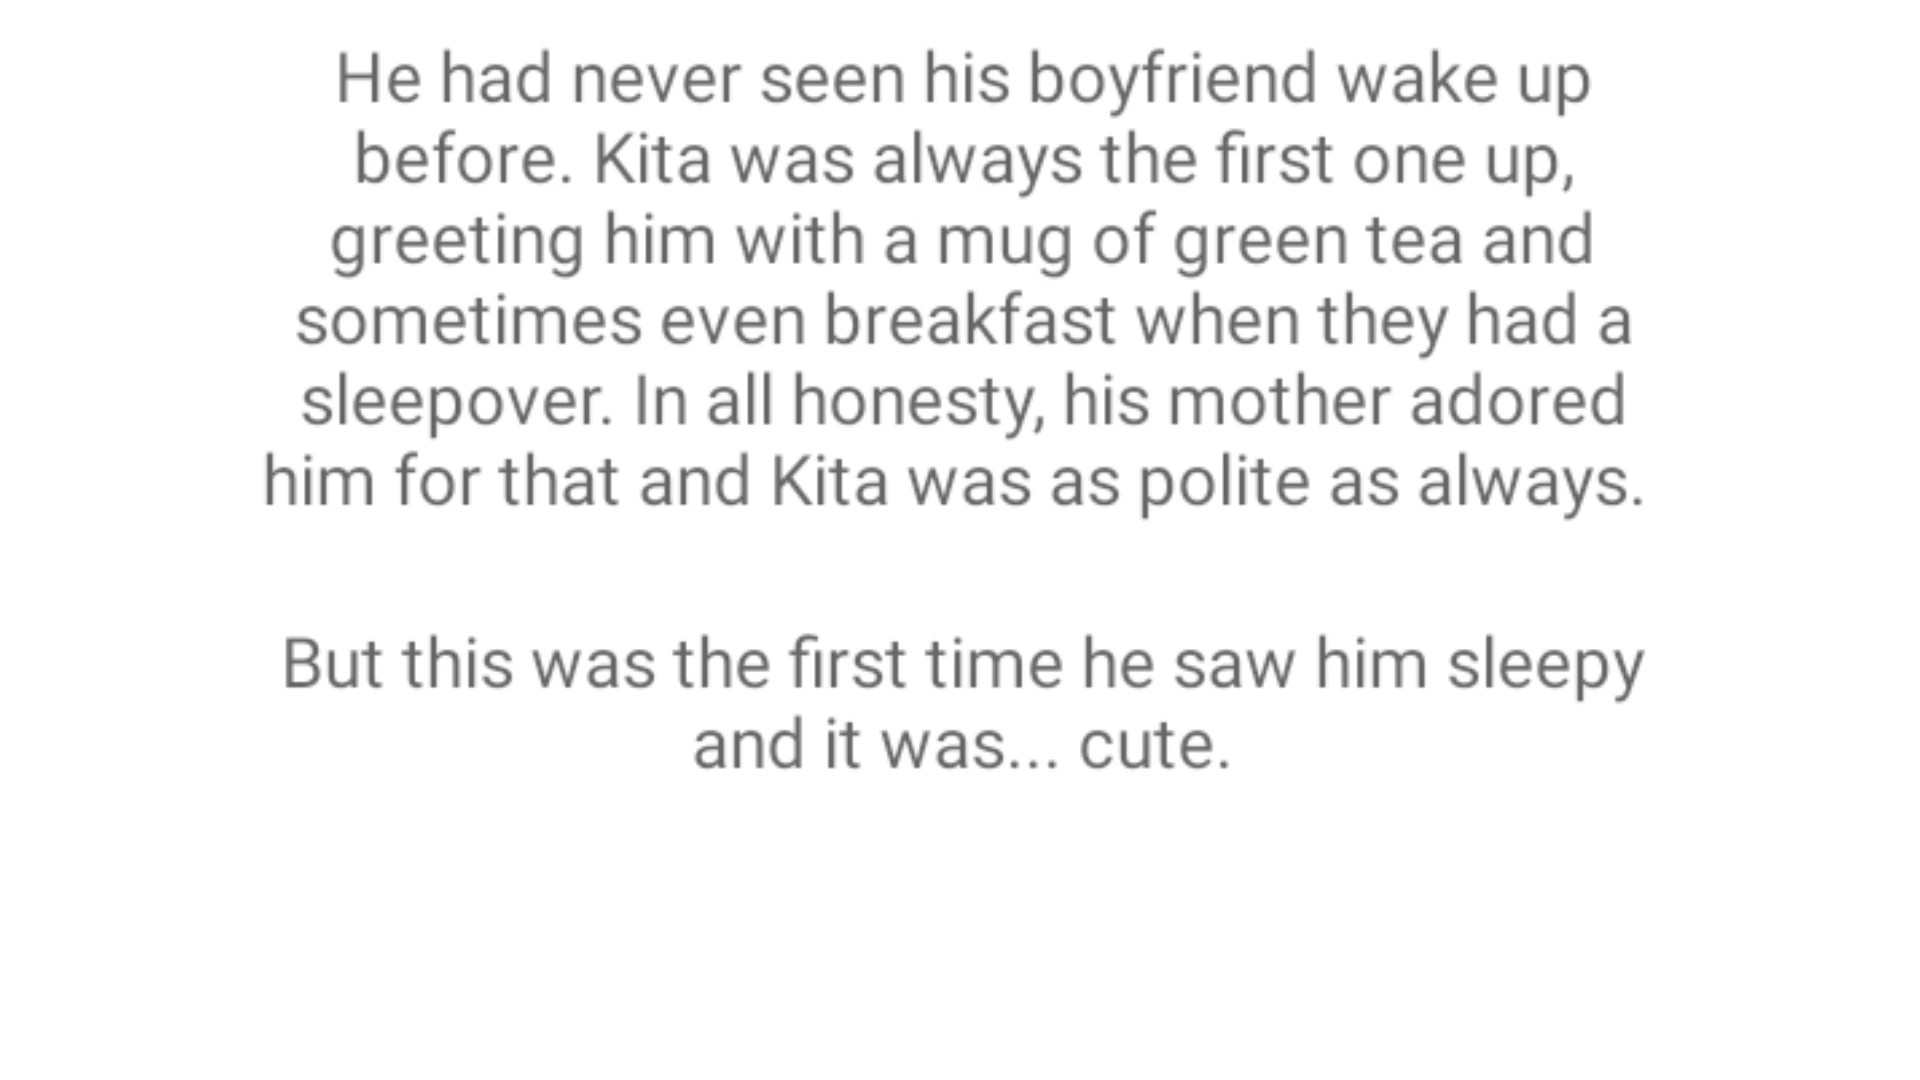 He had never seen his boyfriend wake up
before. Kita was always the first one up,
greeting him with a mug of green tea and
sometimes even breakfast when they had a
sleepover. In all honesty, his mother adored
him for that and Kita was as polite as always.
But this was the first time he saw him sleepy
and it was... cute.